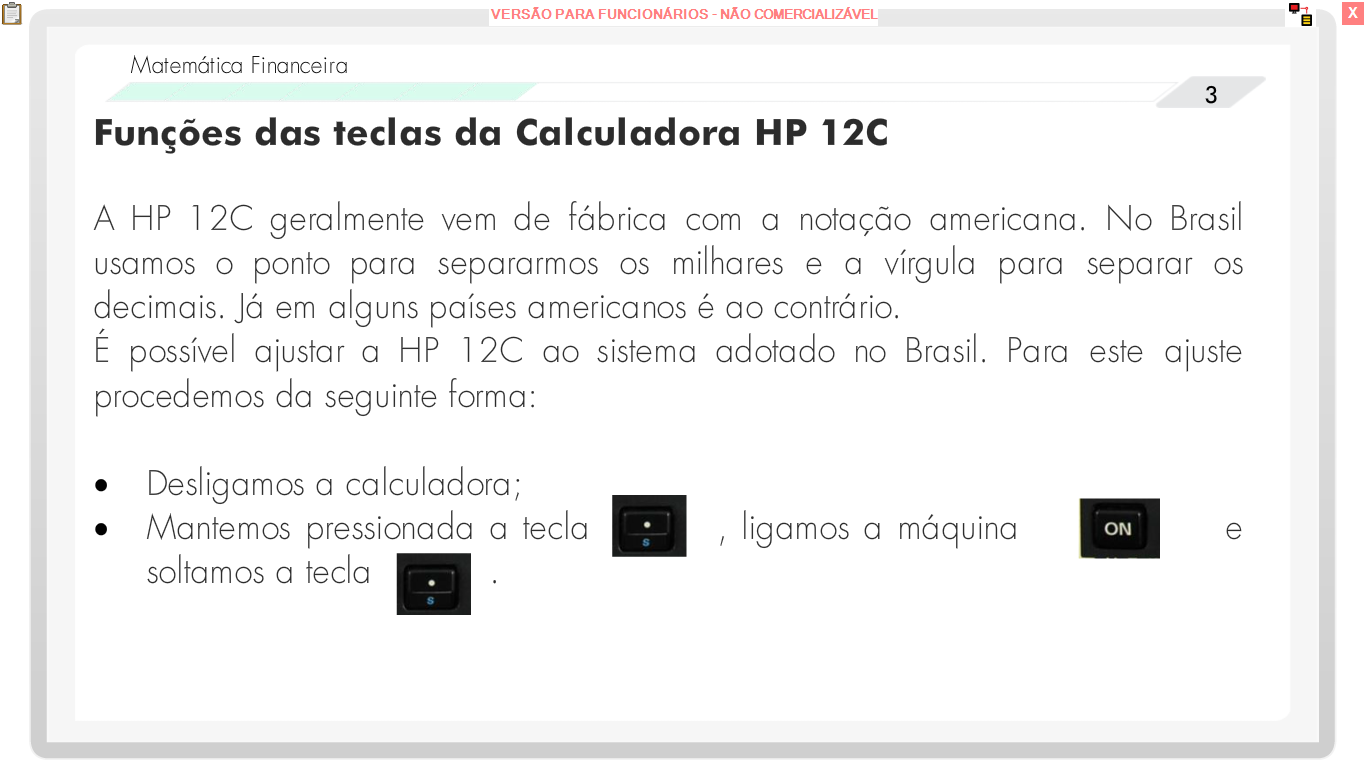 VERSÃO PARA FUNCIONÁRIOS - NÃO COMERCIALIZÁVEL
X
Matemática Financeira
3
Funções das teclas da Calculadora HP 12C
A HP 12C geralmente vem de fábrica com a notação americana. No Brasil
usamos o ponto para separarmos os milhares e a vírgula para separar os
decimais. Já em alguns países americanos é ao contrário.
É possível ajustar a HP 12C ao sistema adotado no Brasil. Para este ajuste
procedemos da seguinte forma:
• Desligamos a calculadora;
• Mantemos pressionada a tecla • S , ligamos a máquina ON e
soltamos a tecla • S .